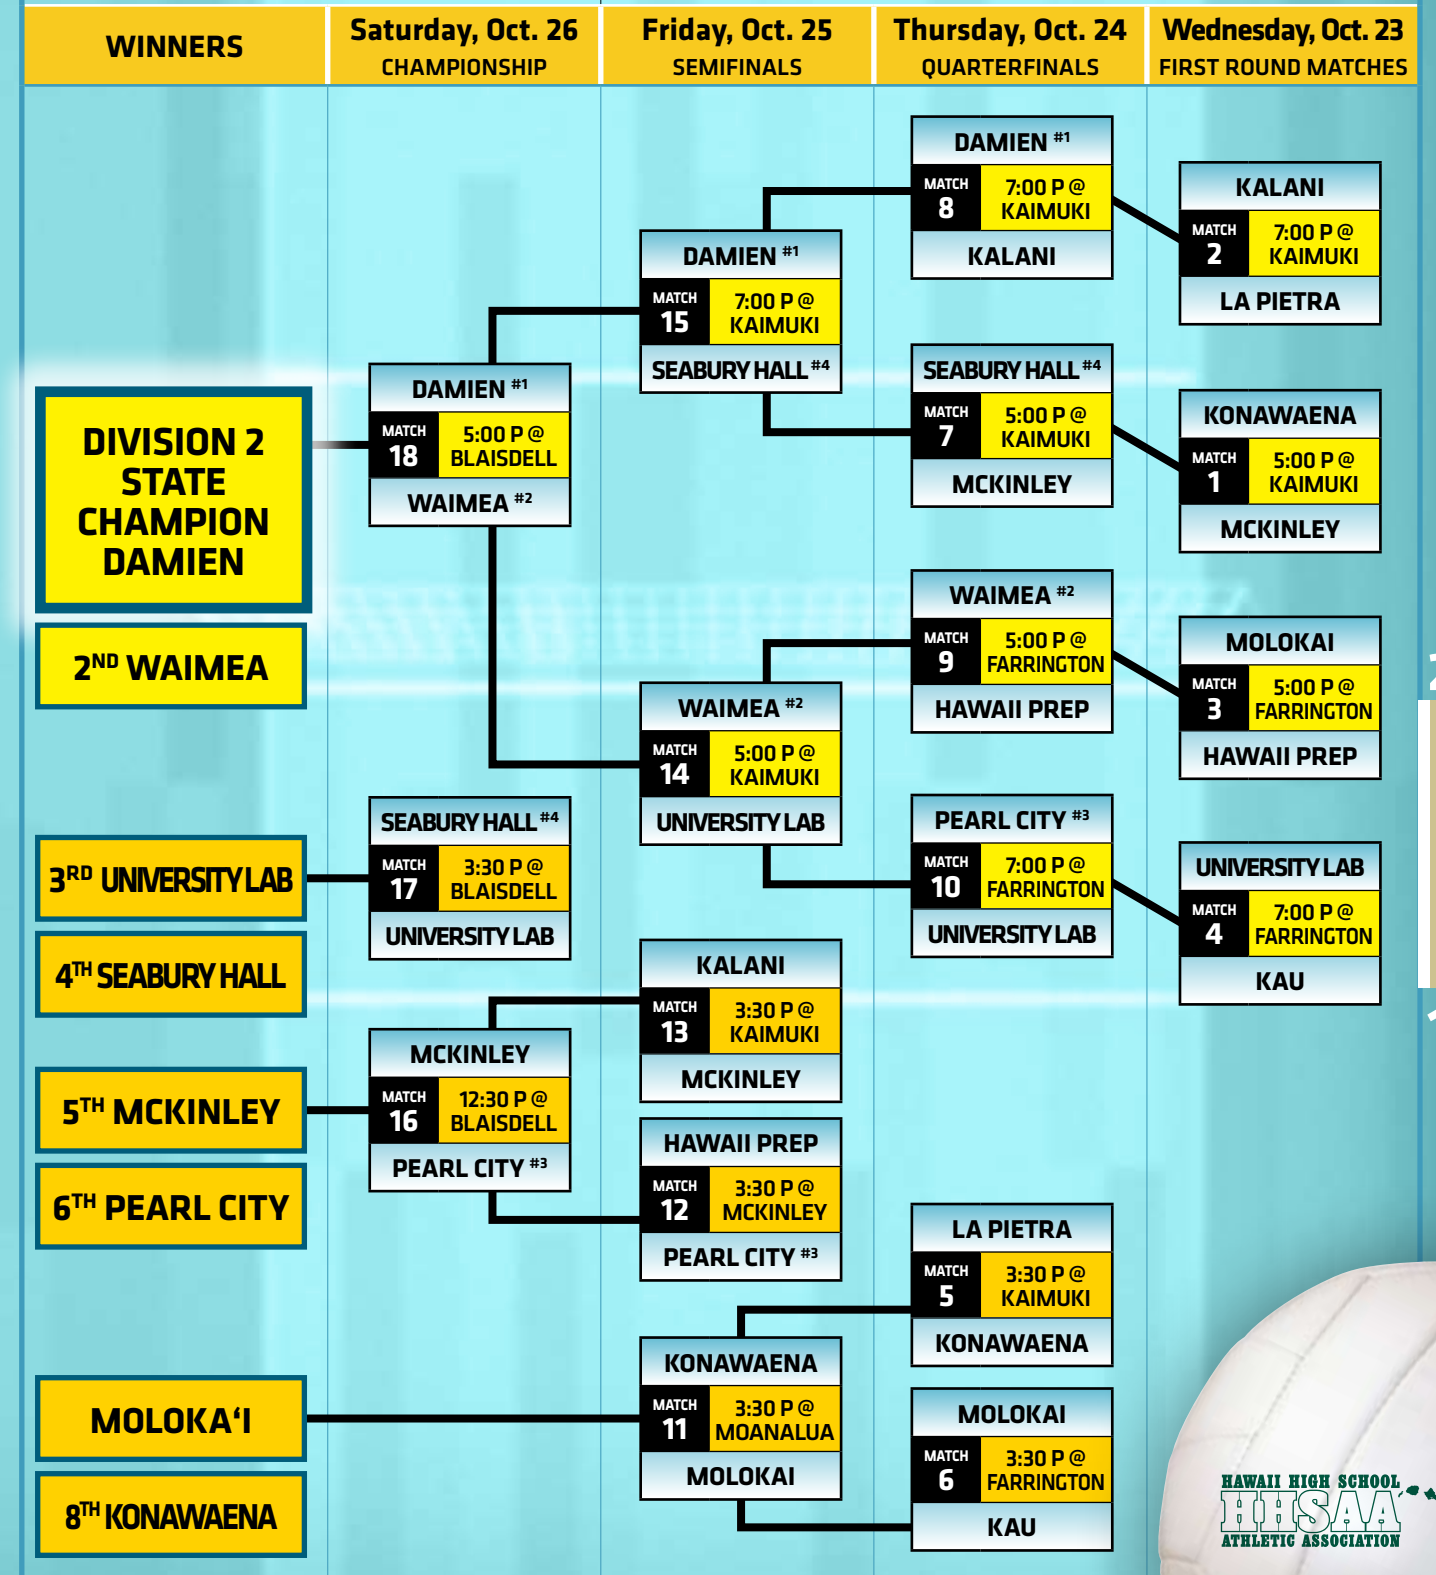 WINNERS
Saturday, Oct. 26
CHAMPIONSHIP
Friday, Oct. 25
SEMIFINALS
Thursday, Oct. 24
QUARTERFINALS
Wednesday, Oct. 23
FIRST ROUND MATCHES
DIVISION 2
STATE
CHAMPION
DAMIEN
2ND WAIMEA
3RD UNIVERSITY LAB
4TH SEABURY HALL
5TH MCKINLEY
6TH PEARL CITY
MOLOKA‘I
8TH KONAWAENA
DAMIEN #1
MATCH
18
5:00 P @
BLAISDELL
WAIMEA #2
SEABURY HALL #4
MATCH
17
3:30 P @
BLAISDELL
UNIVERSITY LAB
MCKINLEY
MATCH
16
12:30 P @
BLAISDELL
PEARL CITY #3
DAMIEN #1
MATCH
15
7:00 P @
KAIMUKI
SEABURY HALL #4
WAIMEA #2
MATCH
14
5:00 P @
KAIMUKI
UNIVERSITY LAB
KALANI
MATCH
13
3:30 P @
KAIMUKI
MCKINLEY
HAWAII PREP
MATCH
12
3:30 P @
MCKINLEY
PEARL CITY #3
KONAWAENA
MATCH
11
3:30 P @
MOANALUA
MOLOKAI
DAMIEN #1
MATCH
8
7:00 P @
KAIMUKI
KALANI
SEABURY HALL #4
MATCH
7
5:00 P @
KAIMUKI
MCKINLEY
WAIMEA #2
MATCH
9
5:00 P @
FARRINGTON
HAWAII PREP
PEARL CITY #3
MATCH
10
7:00 P @
FARRINGTON
UNIVERSITY LAB
LA PIETRA
MATCH
5
3:30 P @
KAIMUKI
KONAWAENA
MOLOKAI
MATCH
6
3:30 P @
FARRINGTON
KAU
KALANI
MATCH
2
7:00 P @
KAIMUKI
LA PIETRA
KONAWAENA
MATCH
1
5:00 P @
KAIMUKI
MCKINLEY
MOLOKAI
MATCH
3
5:00 P @
FARRINGTON
HAWAII PREP
UNIVERSITY LAB
MATCH
4
7:00 P @
FARRINGTON
KAU
HAWAII HIGH SCHOOL
HHSAA
ATHLETIC ASSOCIATION